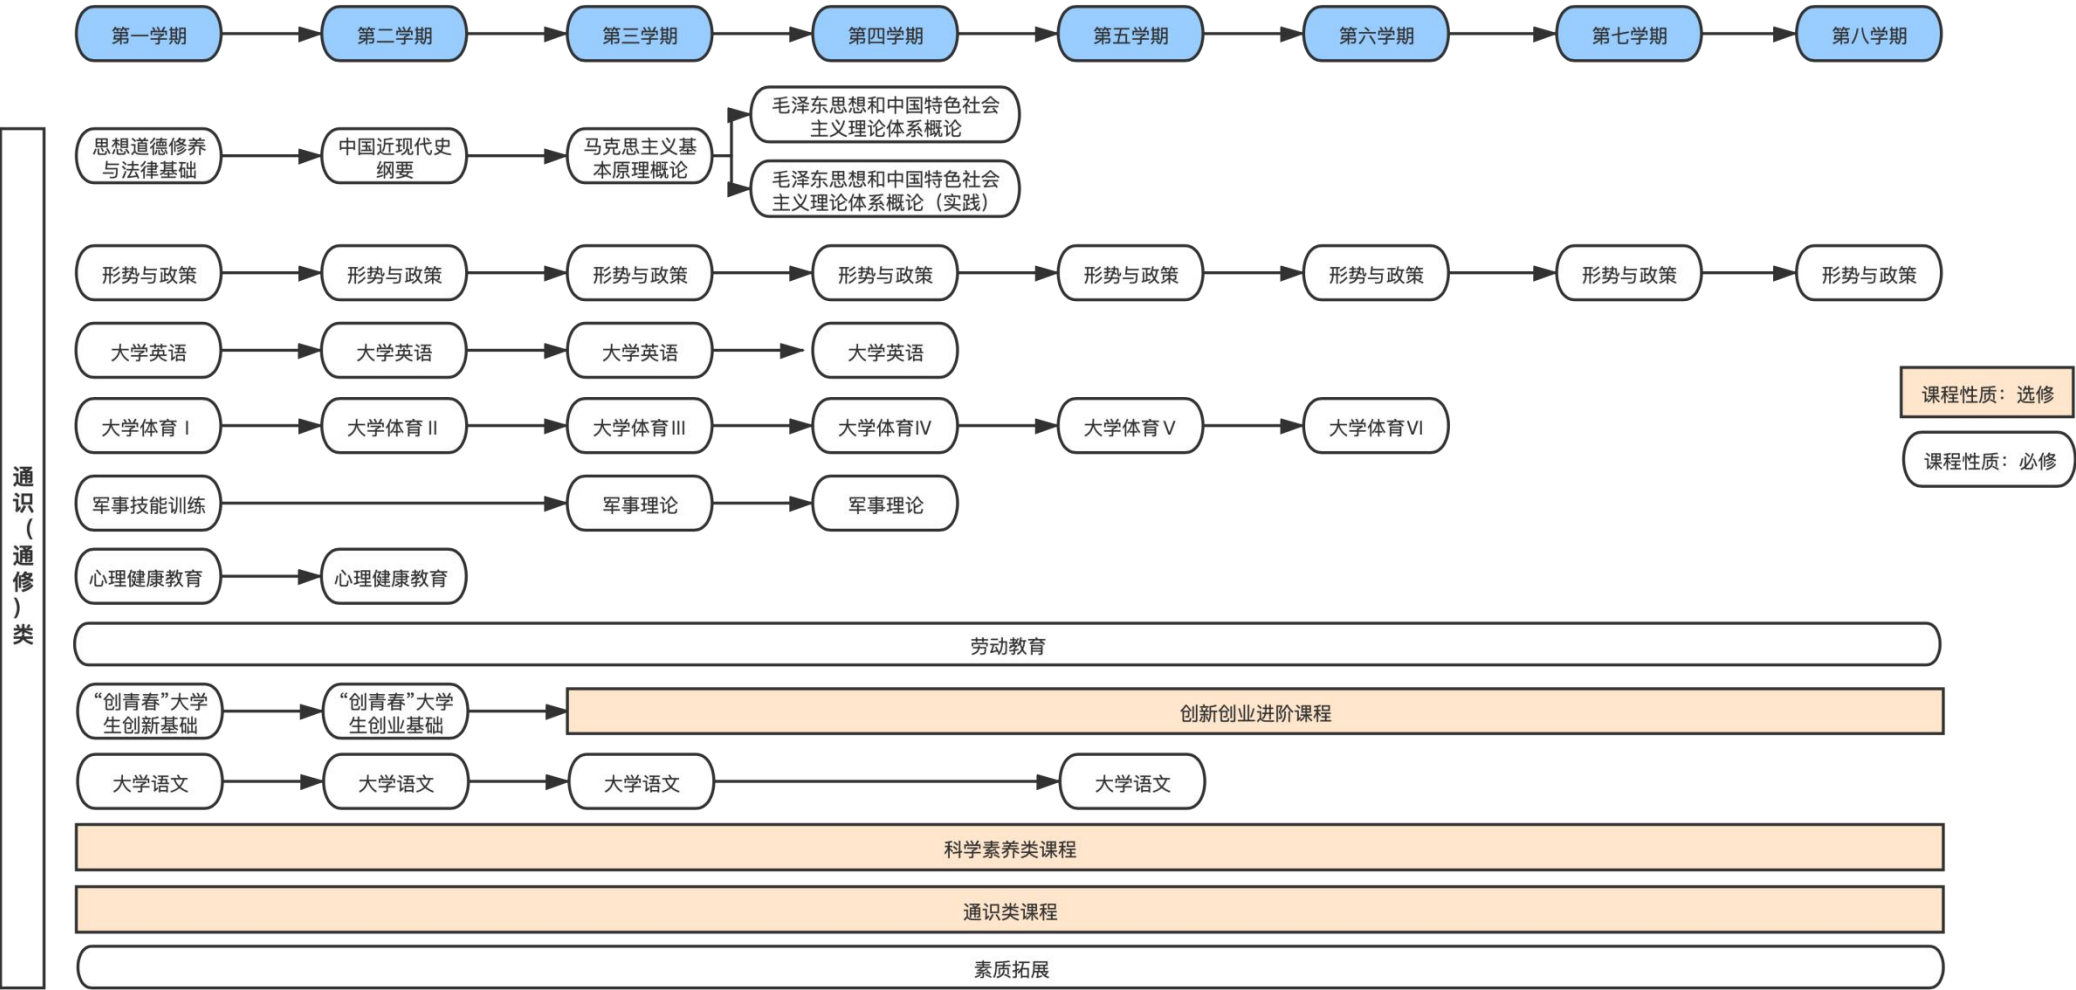 第一学期
第二学期
第三学期
第四学期
第五学期
第六学期
第七学期
第八学期
通识(通修)类
思想道德修养
与法律基础
中国近现代史
纲要
马克思主义基
本原理概论
毛泽东思想和中国特色社会
主义理论体系概论
毛泽东思想和中国特色社会
主义理论体系概论（实践）
形势与政策
形势与政策
形势与政策
形势与政策
形势与政策
形势与政策
形势与政策
形势与政策
大学英语
大学英语
大学英语
大学英语
课程性质：选修
课程性质：必修
大学体育Ⅰ
大学体育Ⅱ
大学体育Ⅲ
大学体育Ⅳ
大学体育Ⅴ
大学体育Ⅵ
军事技能训练
军事理论
军事理论
心理健康教育
心理健康教育
劳动教育
“创青春”大学
生创新基础
“创青春”大学
生创业基础
创新创业进阶课程
大学语文
大学语文
大学语文
大学语文
科学素养类课程
通识类课程
素质拓展